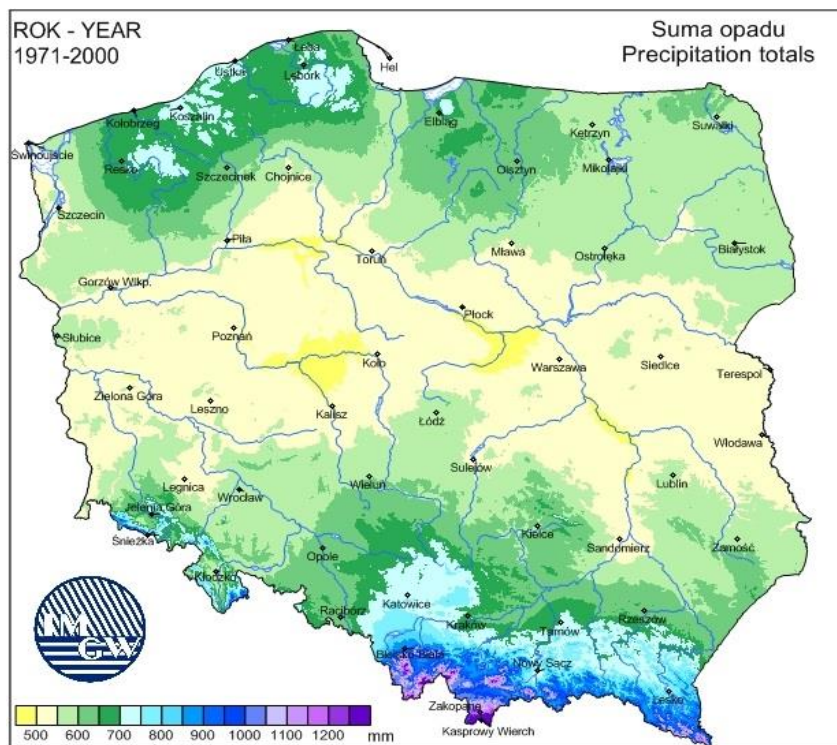 ROK - YEAR
1971-2000
Suma opadu
Precipitation totals
Łeba
Hel
Ustka
Lębork
Koszalin
Kołobrzeg
Elbląg
Kętrzyn
Suwałki
Świnoujście
Resko
Szczecinek
Chojnice
Olsztyn
Mikołajki
Szczecin
Piła
Toruń
Mława
Ostrołęka
Białystok
Gorzów Wlkp.
Płock
Słubice
Poznań
Koło
Warszawa
Siedlce
Terespol
Zielona Góra
Leszno
Kalisz
Łódź
Włodawa
Sulejów
Legnica
Wrocław
Wieluń
Lublin
Jelenia Góra
Śnieżka
Kielce
Sandomierz
Zamość
Opole
Kłodzko
Katowice
Racibórz
Kraków
Tarnów
Rzeszów
Bielsko-Biała
Nowy Sącz
Lesko
Zakopane
Kasprowy Wierch
IM
GW
500 600 700 800 900 1000 1100 1200 mm